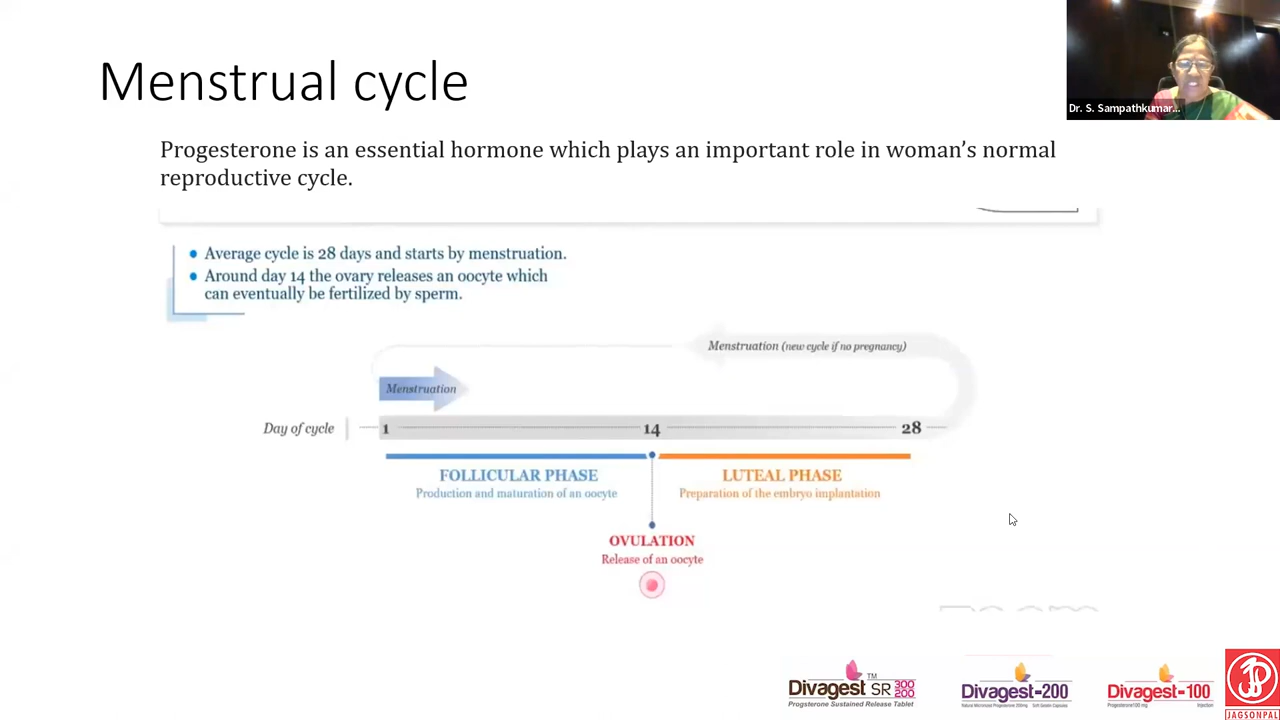 Menstrual cycle
Dr. S. Sampathkumar...
Progesterone is an essential hormone which plays an important role in woman's normal
reproductive cycle.
Average cycle is 28 days and starts by menstruation.
Around day 14 the ovary releases an oocyte which
can eventually be fertilized by sperm.
Menstruation (new cycle if no pregnancy)
Menstruation
Day of cycle
1
14
28
FOLLICULAR PHASE
Production and maturation of an oocyte
LUTEAL PHASE
Preparation of the embryo implantation
OVULATION
Release of an oocyte
Divagest SR 300 200 TM
Progsterone Sustained Release Tablet
Divagest-200
Natural Micronised Progesterone 200mg Soft Gelatin Capsules
Divagest-100
Progesterone100 mg Injection
JAGSONPAL